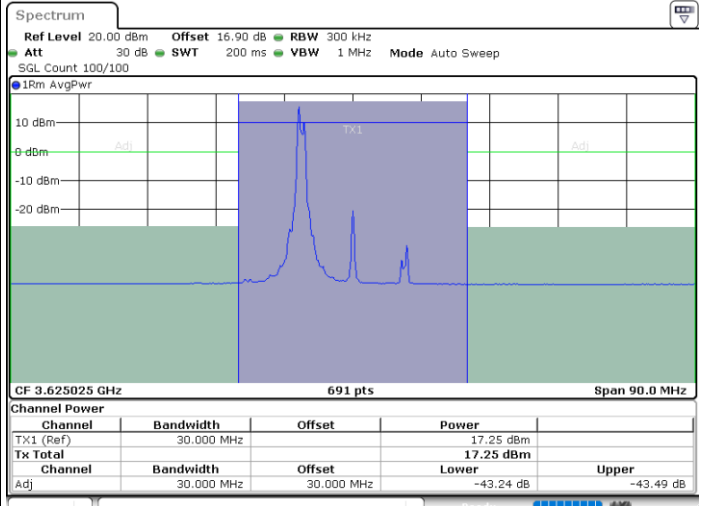 Spectrum
Ref Level 20.00 dBm Offset 16.90 dB RBW 300 kHz
Att 30 dB SWT 200 ms VBW 1 MHz Mode Auto Sweep
SGL Count 100/100
1Rm AvgPwr
10 dBm
TX1
Adj
Adj
0 dBm
-10 dBm
-20 dBm
CF 3.625025 GHz 691 pts Span 90.0 MHz
Channel Power
Channel Bandwidth Offset Power
TX1 (Ref) 30.000 MHz 17.25 dBm
Tx Total 17.25 dBm
Channel Bandwidth Offset Lower Upper
Adj 30.000 MHz 30.000 MHz -43.24 dB -43.49 dB